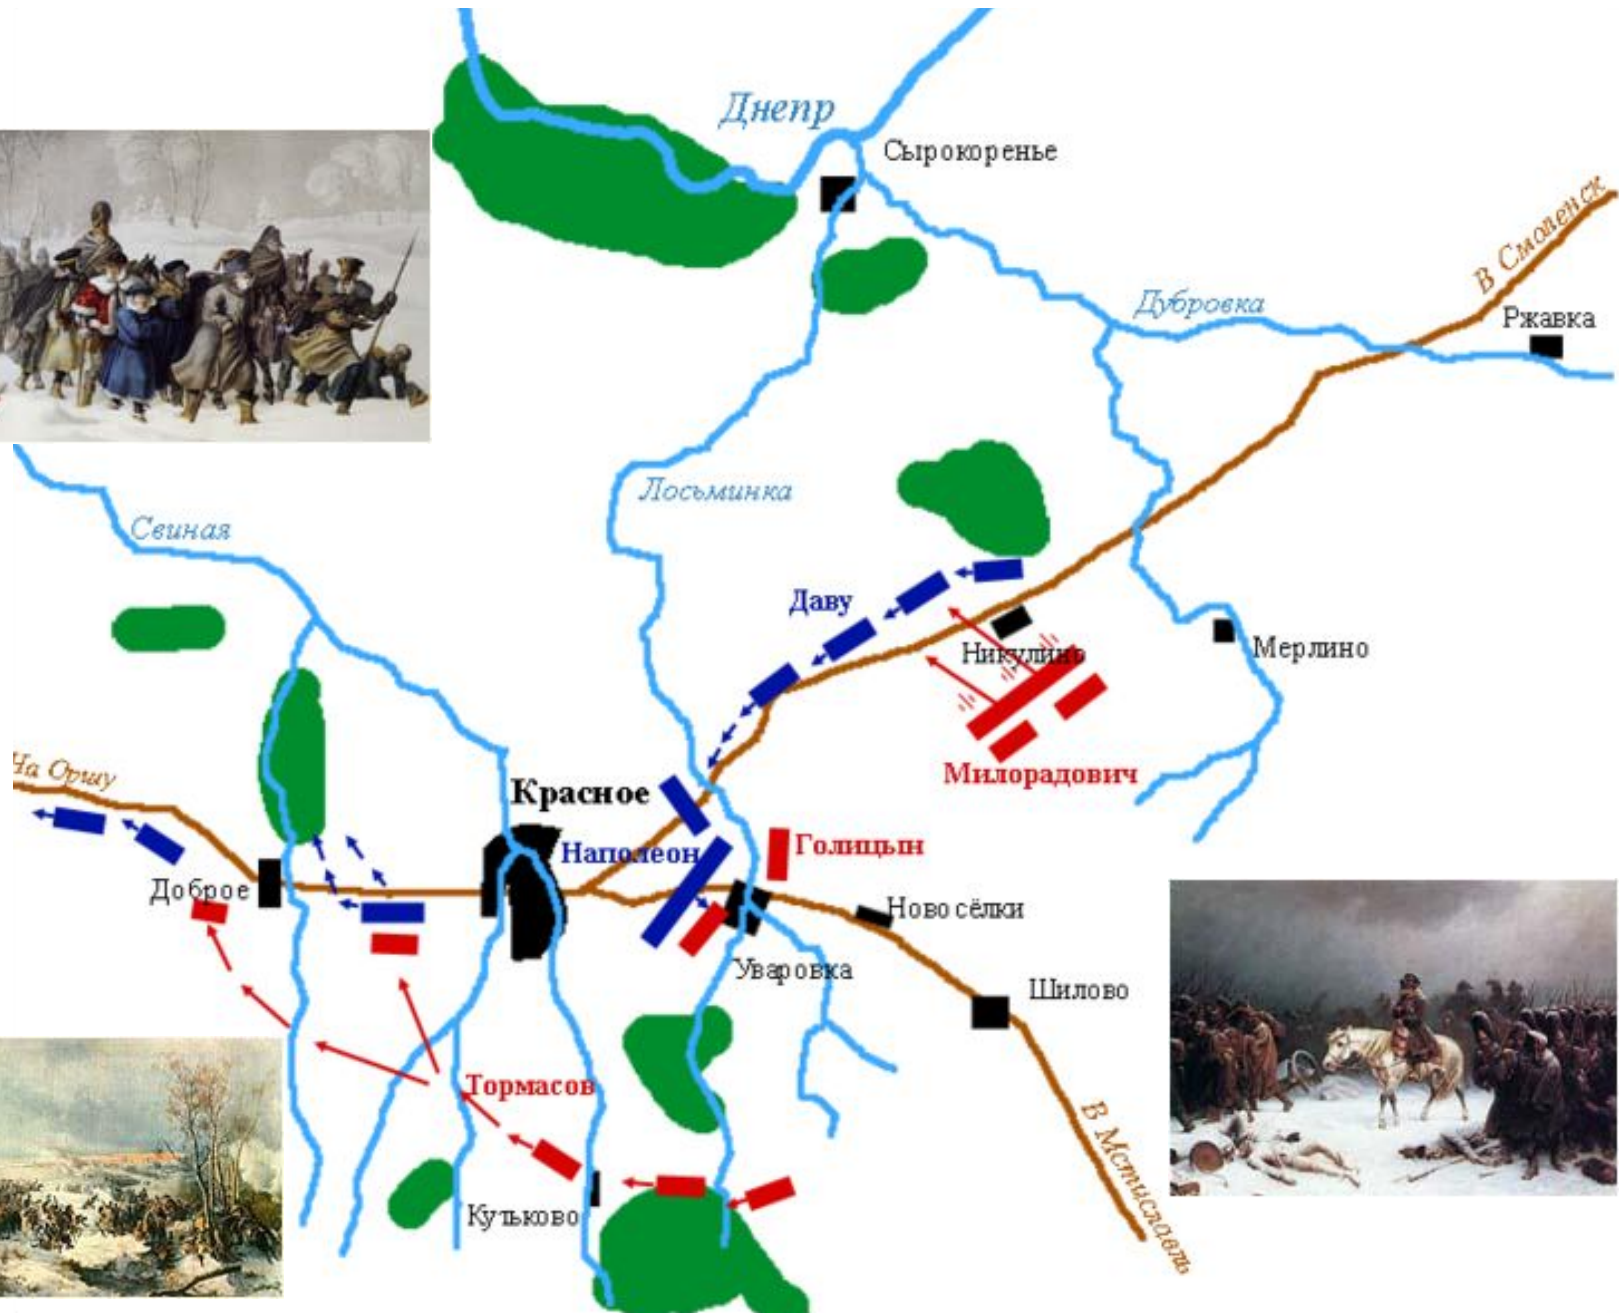 Днепр
Сырокоренье
В Смовенск
Дубровка
Ржавка
Лосьминка
Свиная
Даву
Никулино
Мерлино
Милорадович
На Оршу
Красное
Наполеон
Голицын
Доброе
Новосёлки
Уваровка
Шилово
Тормасов
В Мстиславль
Кутьково